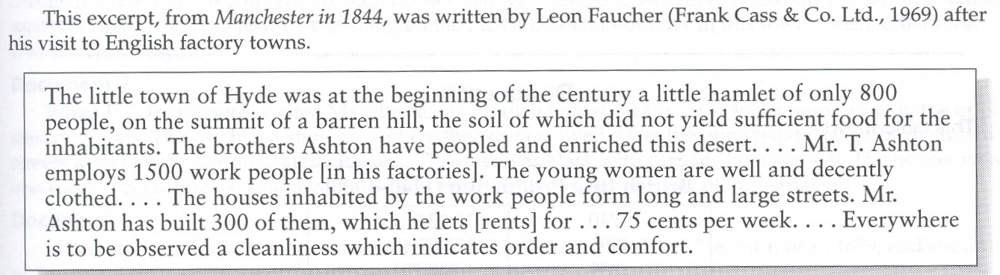 This excerpt, from Manchester in 1844, was written by Leon Faucher (Frank Cass & Co. Ltd., 1969) after
his visit to English factory towns.
The little town of Hyde was at the beginning of the century a little hamlet of only 800
people, on the summit of a barren hill, the soil of which did not yield sufficient food for the
inhabitants. The brothers Ashton have peopled and enriched this desert. . . . Mr. T. Ashton
employs 1500 work people [in his factories]. The young women are well and decently
clothed. . . . The houses inhabited by the work people form long and large streets. Mr.
Ashton has built 300 of them, which he lets [rents] for . . . 75 cents per week. . . . Everywhere
is to be observed a cleanliness which indicates order and comfort.